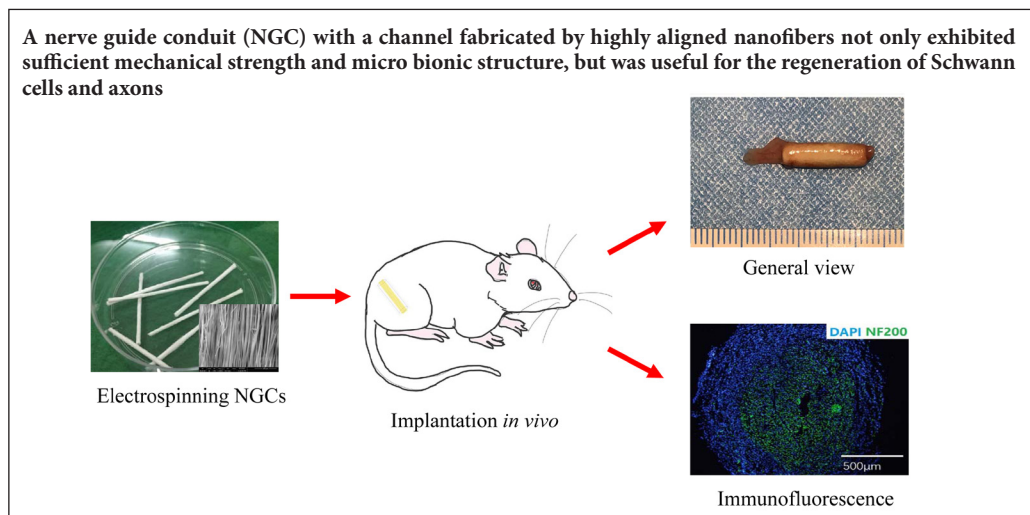 A nerve guide conduit (NGC) with a channel fabricated by highly aligned nanofibers not only exhibited
sufficient mechanical strength and micro bionic structure, but was useful for the regeneration of Schwann
cells and axons
General view
Electrospinning NGCs
Implantation in vivo
DAPI NF200
500μm
Immunofluorescence